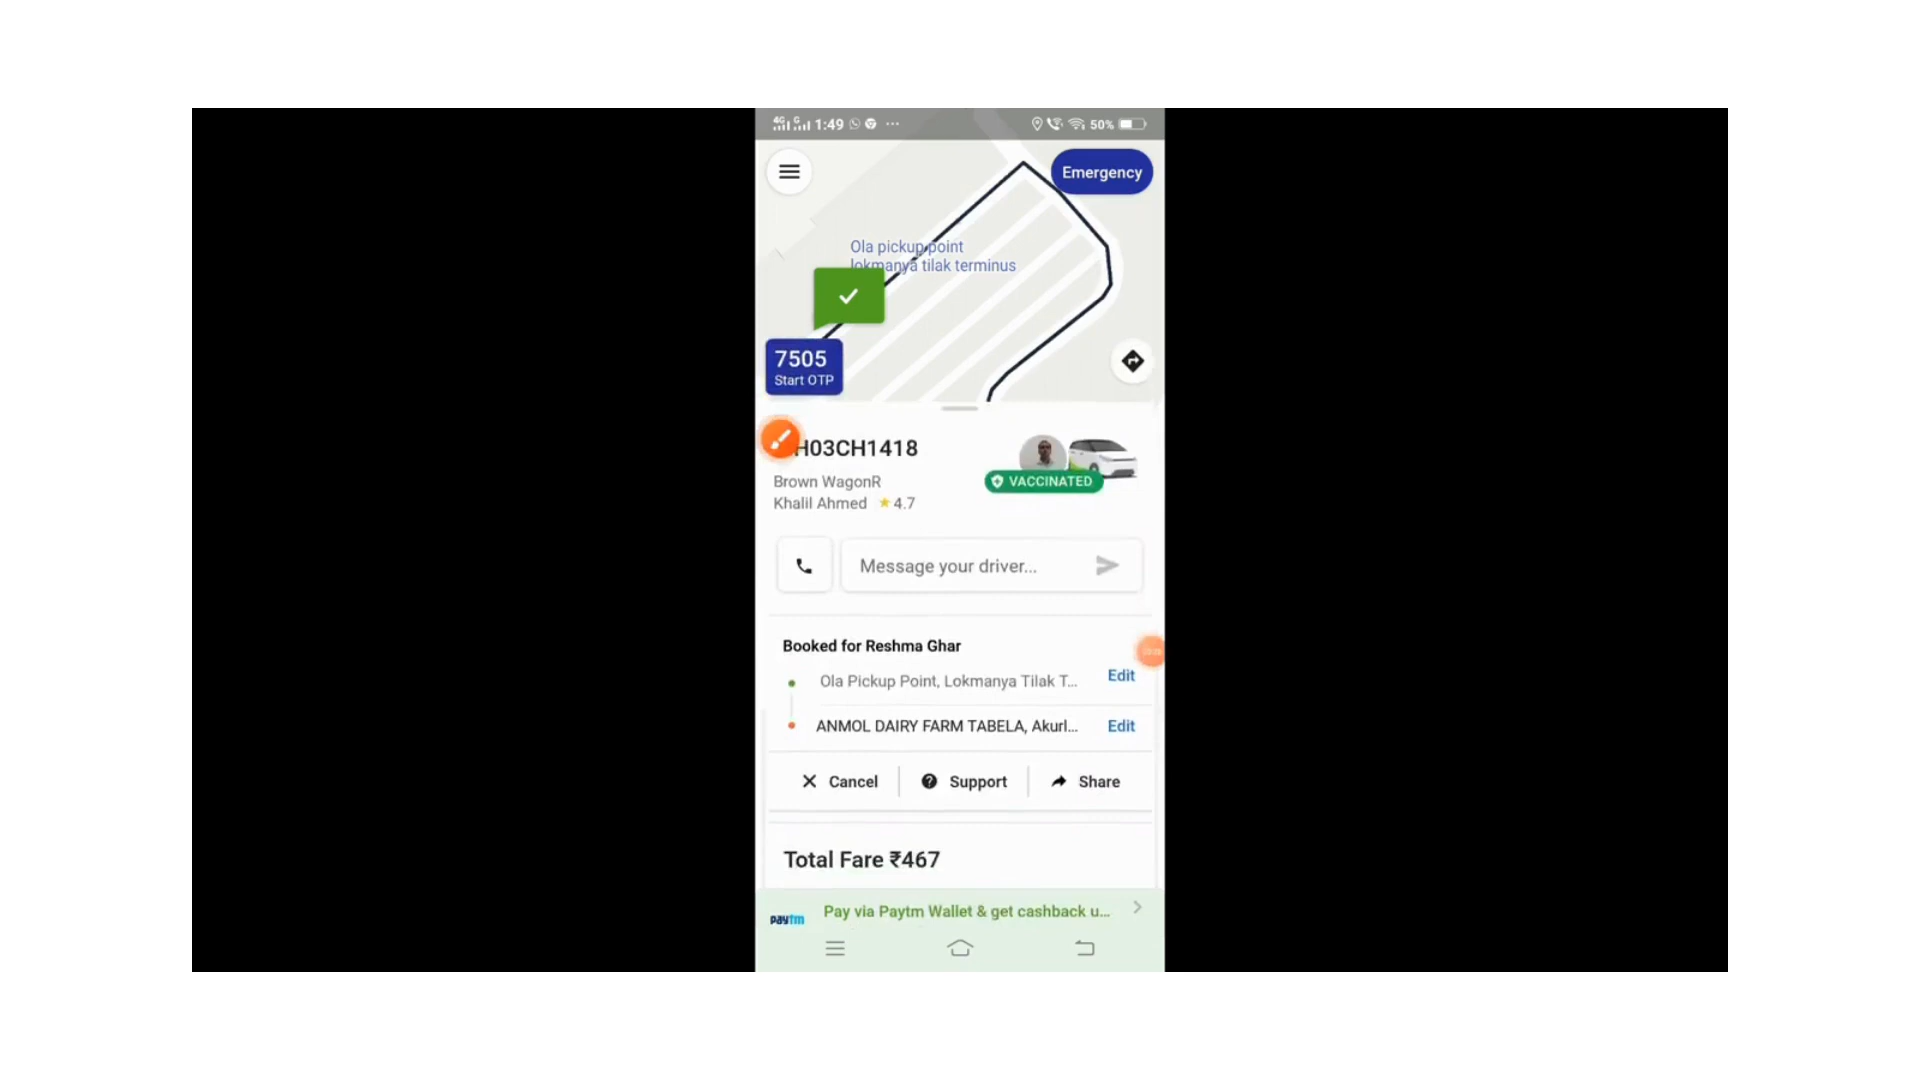 4G G 1:49 ... 50%
Emergency
Ola pickup point
lokmanya tilak terminus
7505
Start OTP
H03CH1418
Brown WagonR
VACCINATED
Khalil Ahmed ★ 4.7
Message your driver...
Booked for Reshma Ghar
Ola Pickup Point, Lokmanya Tilak T... Edit
ANMOL DAIRY FARM TABELA, Akurl... Edit
Cancel Support Share
Total Fare ₹467
paytm Pay via Paytm Wallet & get cashback u...